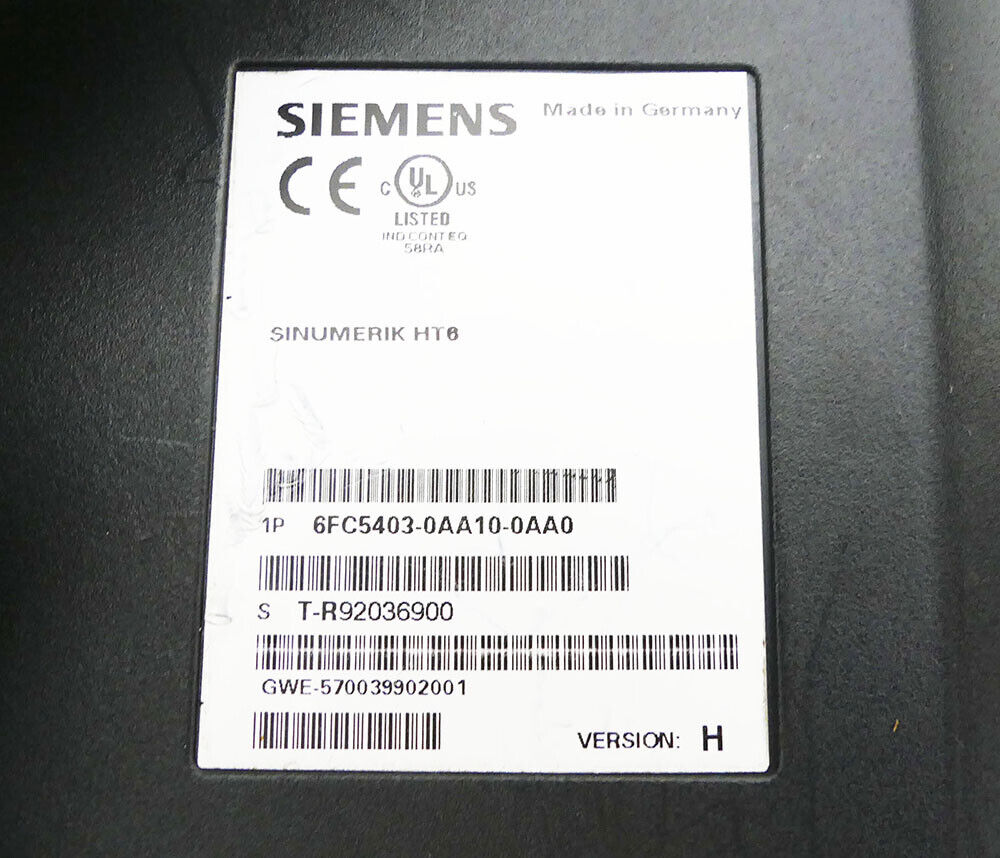 SIEMENS Made in Germany
CE C UL US
LISTED
IND CONT EQ
58RA
SINUMERIK HT6
1P 6FC5403-0AA10-0AA0
S T-R92036900
GWE-570039902001
VERSION: H